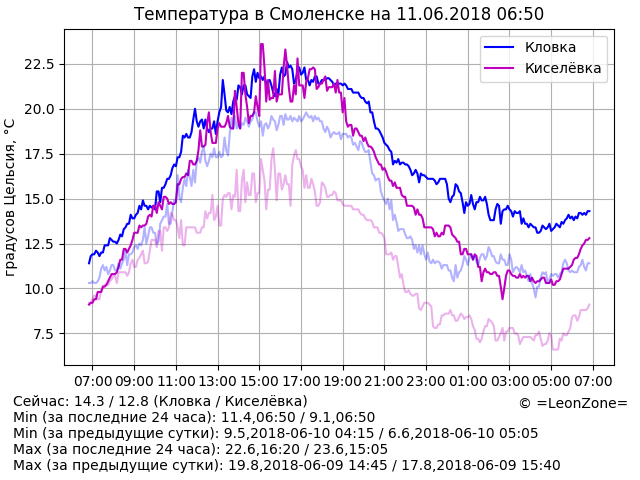 Температура в Смоленске на 11.06.2018 06:50
Кловка
Киселёвка
градусов Цельсия, °C
22.5
20.0
17.5
15.0
12.5
10.0
7.5
07:00 09:00 11:00 13:00 15:00 17:00 19:00 21:00 23:00 01:00 03:00 05:00 07:00
Сейчас: 14.3 / 12.8 (Кловка / Киселёвка)
© =LeonZone=
Min (за последние 24 часа): 11.4,06:50 / 9.1,06:50
Min (за предыдущие сутки): 9.5,2018-06-10 04:15 / 6.6,2018-06-10 05:05
Max (за последние 24 часа): 22.6,16:20 / 23.6,15:05
Max (за предыдущие сутки): 19.8,2018-06-09 14:45 / 17.8,2018-06-09 15:40